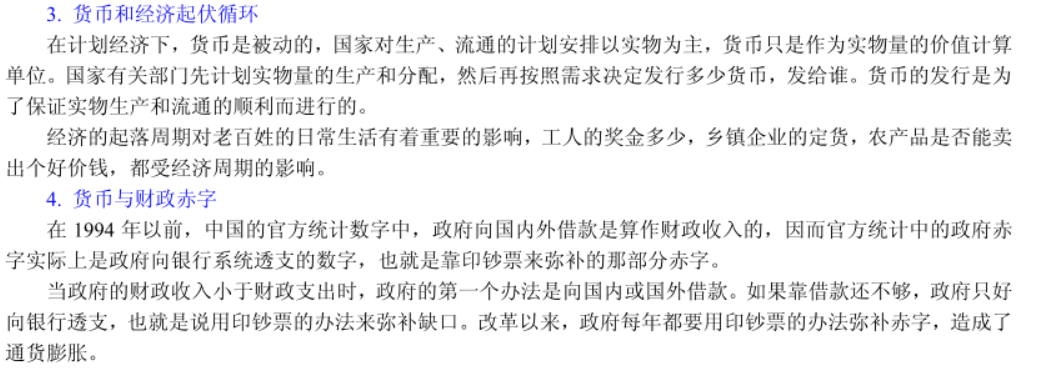 3. 货币和经济起伏循环
在计划经济下，货币是被动的，国家对生产、流通的计划安排以实物为主，货币只是作为实物量的价值计算
单位。国家有关部门先计划实物量的生产和分配，然后再按照需求决定发行多少货币，发给谁。货币的发行是为
了保证实物生产和流通的顺利而进行的。
经济的起落周期对老百姓的日常生活有着重要的影响，工人的奖金多少，乡镇企业的定货，农产品是否能卖
出个好价钱，都受经济周期的影响。
4. 货币与财政赤字
在 1994 年以前，中国的官方统计数字中，政府向国内外借款是算作财政收入的，因而官方统计中的政府赤
字实际上是政府向银行系统透支的数字，也就是靠印钞票来弥补的那部分赤字。
当政府的财政收入小于财政支出时，政府的第一个办法是向国内或国外借款。如果靠借款还不够，政府只好
向银行透支，也就是说用印钞票的办法来弥补缺口。改革以来，政府每年都要用印钞票的办法弥补赤字，造成了
通货膨胀。